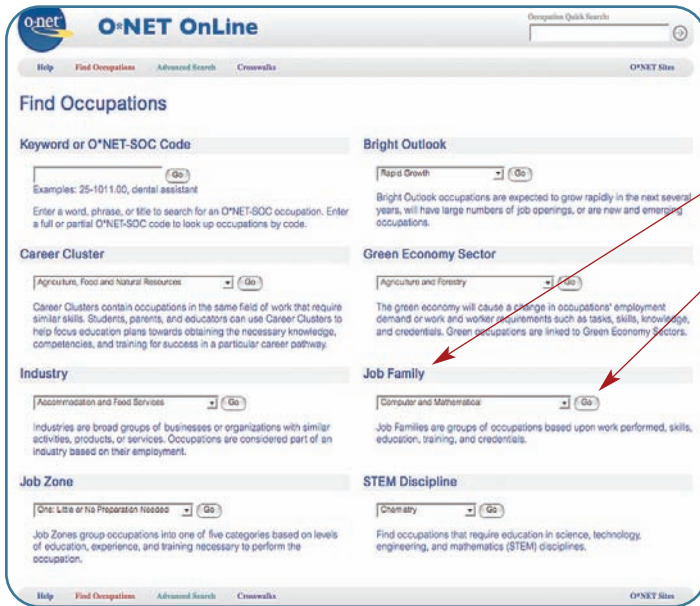 o·net
O*NET OnLine
Occupation Quick Search:
Help Find Occupations Advanced Search Crosswalks O*NET Sites
Find Occupations
Keyword or O*NET-SOC Code
Go
Examples: 25-1011.00, dental assistant
Enter a word, phrase, or title to search for an O*NET-SOC occupation. Enter
a full or partial O*NET-SOC code to look up occupations by code.
Bright Outlook
Rapid Growth Go
Bright Outlook occupations are expected to grow rapidly in the next several
years, will have large numbers of job openings, or are new and emerging
occupations.
Career Cluster
Agriculture, Food and Natural Resources Go
Career Clusters contain occupations in the same field of work that require
similar skills. Students, parents, and educators can use Career Clusters to
help focus education plans towards obtaining the necessary knowledge,
competencies, and training for success in a particular career pathway.
Green Economy Sector
Agriculture and Forestry Go
The green economy will cause a change in occupations' employment
demand or work and worker requirements such as tasks, skills, knowledge,
and credentials. Green occupations are linked to Green Economy Sectors.
Industry
Accommodation and Food Services Go
Industries are broad groups of businesses or organizations with similar
activities, products, or services. Occupations are considered part of an
industry based on their employment.
Job Family
Computer and Mathematical Go
Job Families are groups of occupations based upon work performed, skills,
education, training, and credentials.
Job Zone
One: Little or No Preparation Needed Go
Job Zones group occupations into one of five categories based on levels
of education, experience, and training necessary to perform the
occupation.
STEM Discipline
Chemistry Go
Find occupations that require education in science, technology,
engineering, and mathematics (STEM) disciplines.
Help Find Occupations Advanced Search Crosswalks O*NET Sites